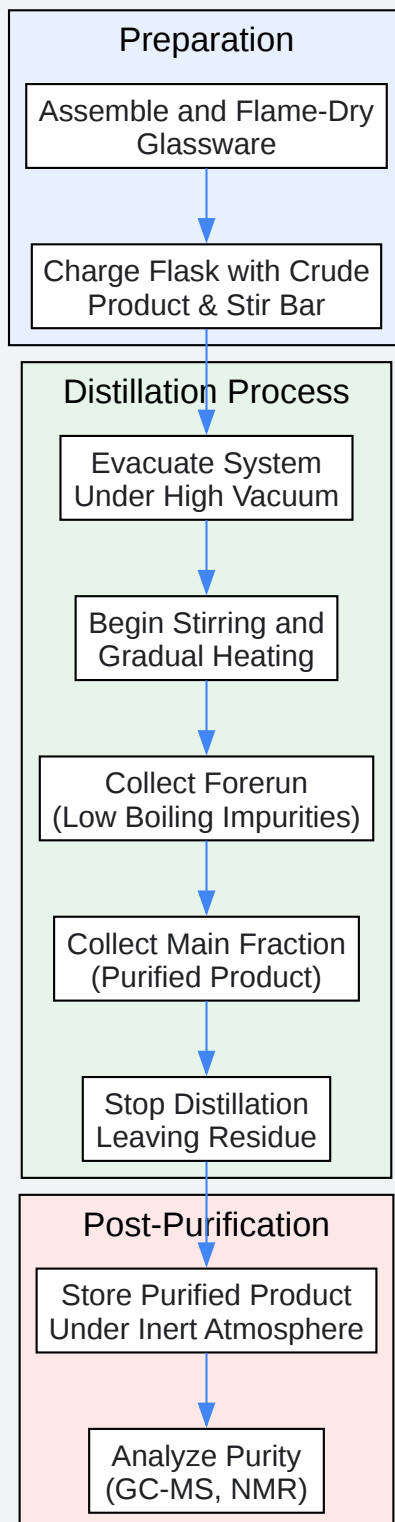 Preparation
Assemble and Flame-Dry
Glassware
Charge Flask with Crude
Product & Stir Bar
Distillation Process
Evacuate System
Under High Vacuum
Begin Stirring and
Gradual Heating
Collect Forerun
(Low Boiling Impurities)
Collect Main Fraction
(Purified Product)
Stop Distillation
Leaving Residue
Post-Purification
Store Purified Product
Under Inert Atmosphere
Analyze Purity
(GC-MS, NMR)